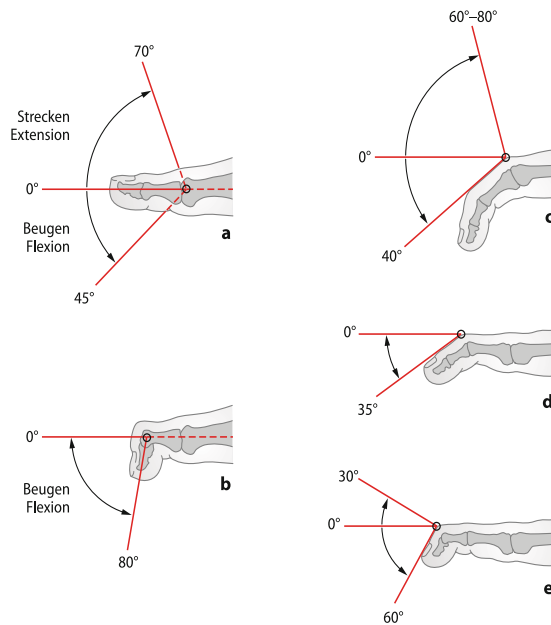 70°
Strecken
Extension
0°
Beugen
Flexion
45°
a
0°
Beugen
Flexion
80°
b
60°–80°
0°
40°
c
0°
35°
d
30°
0°
60°
e